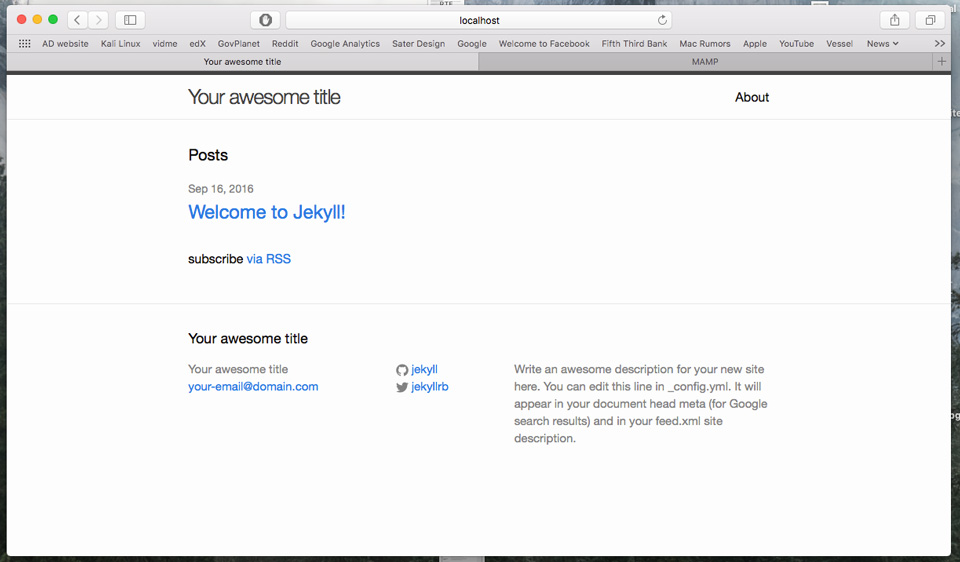 localhost
AD website Kali Linux vidme edX GovPlanet Reddit Google Analytics Sater Design Google Welcome to Facebook Fifth Third Bank Mac Rumors Apple YouTube Vessel News
Your awesome title MAMP
Your awesome title About
Posts
Sep 16, 2016
Welcome to Jekyll!
subscribe via RSS
Your awesome title
Your awesome title
your-email@domain.com
jekyll
jekyllrb
Write an awesome description for your new site
here. You can edit this line in _config.yml. It will
appear in your document head meta (for Google
search results) and in your feed.xml site
description.